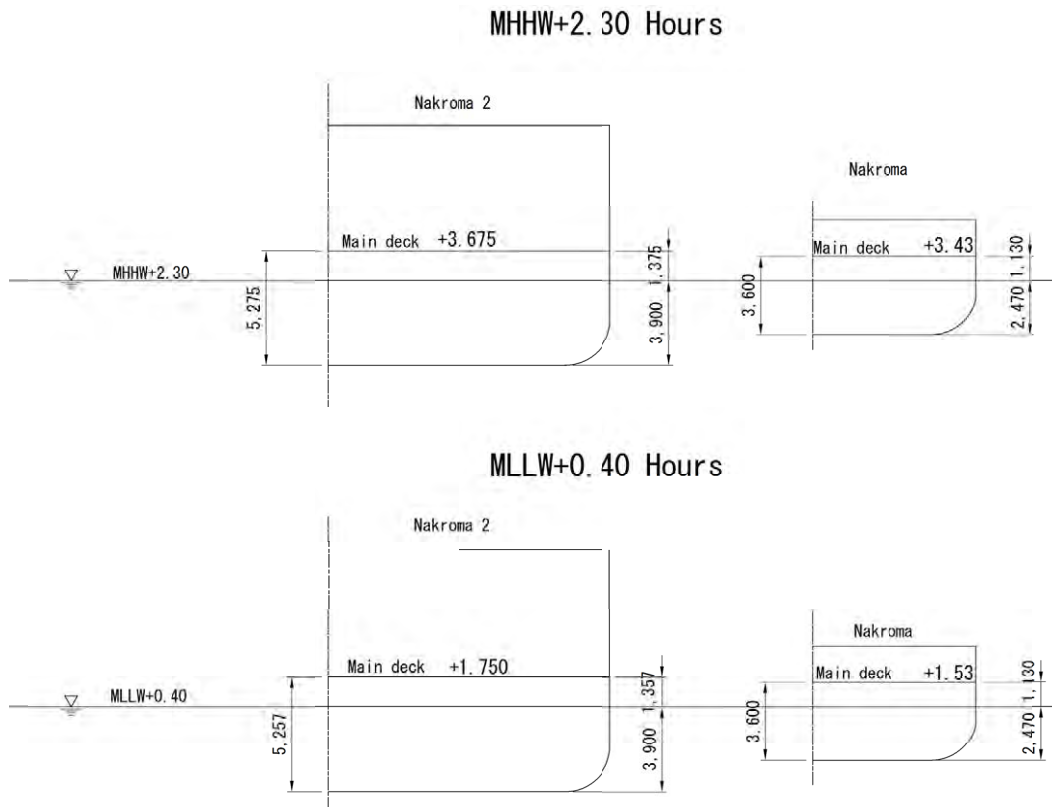 MHHW+2.30 Hours
Nakroma 2
Nakroma
Main deck +3.675
Main deck +3.43
MHHW+2.30
1,375
1,130
5,275
3,900
3,600
2,470
MLLW+0.40 Hours
Nakroma 2
Nakroma
Main deck +1.750
Main deck +1.53
MLLW+0.40
1,357
1,130
5,257
3,900
3,600
2,470